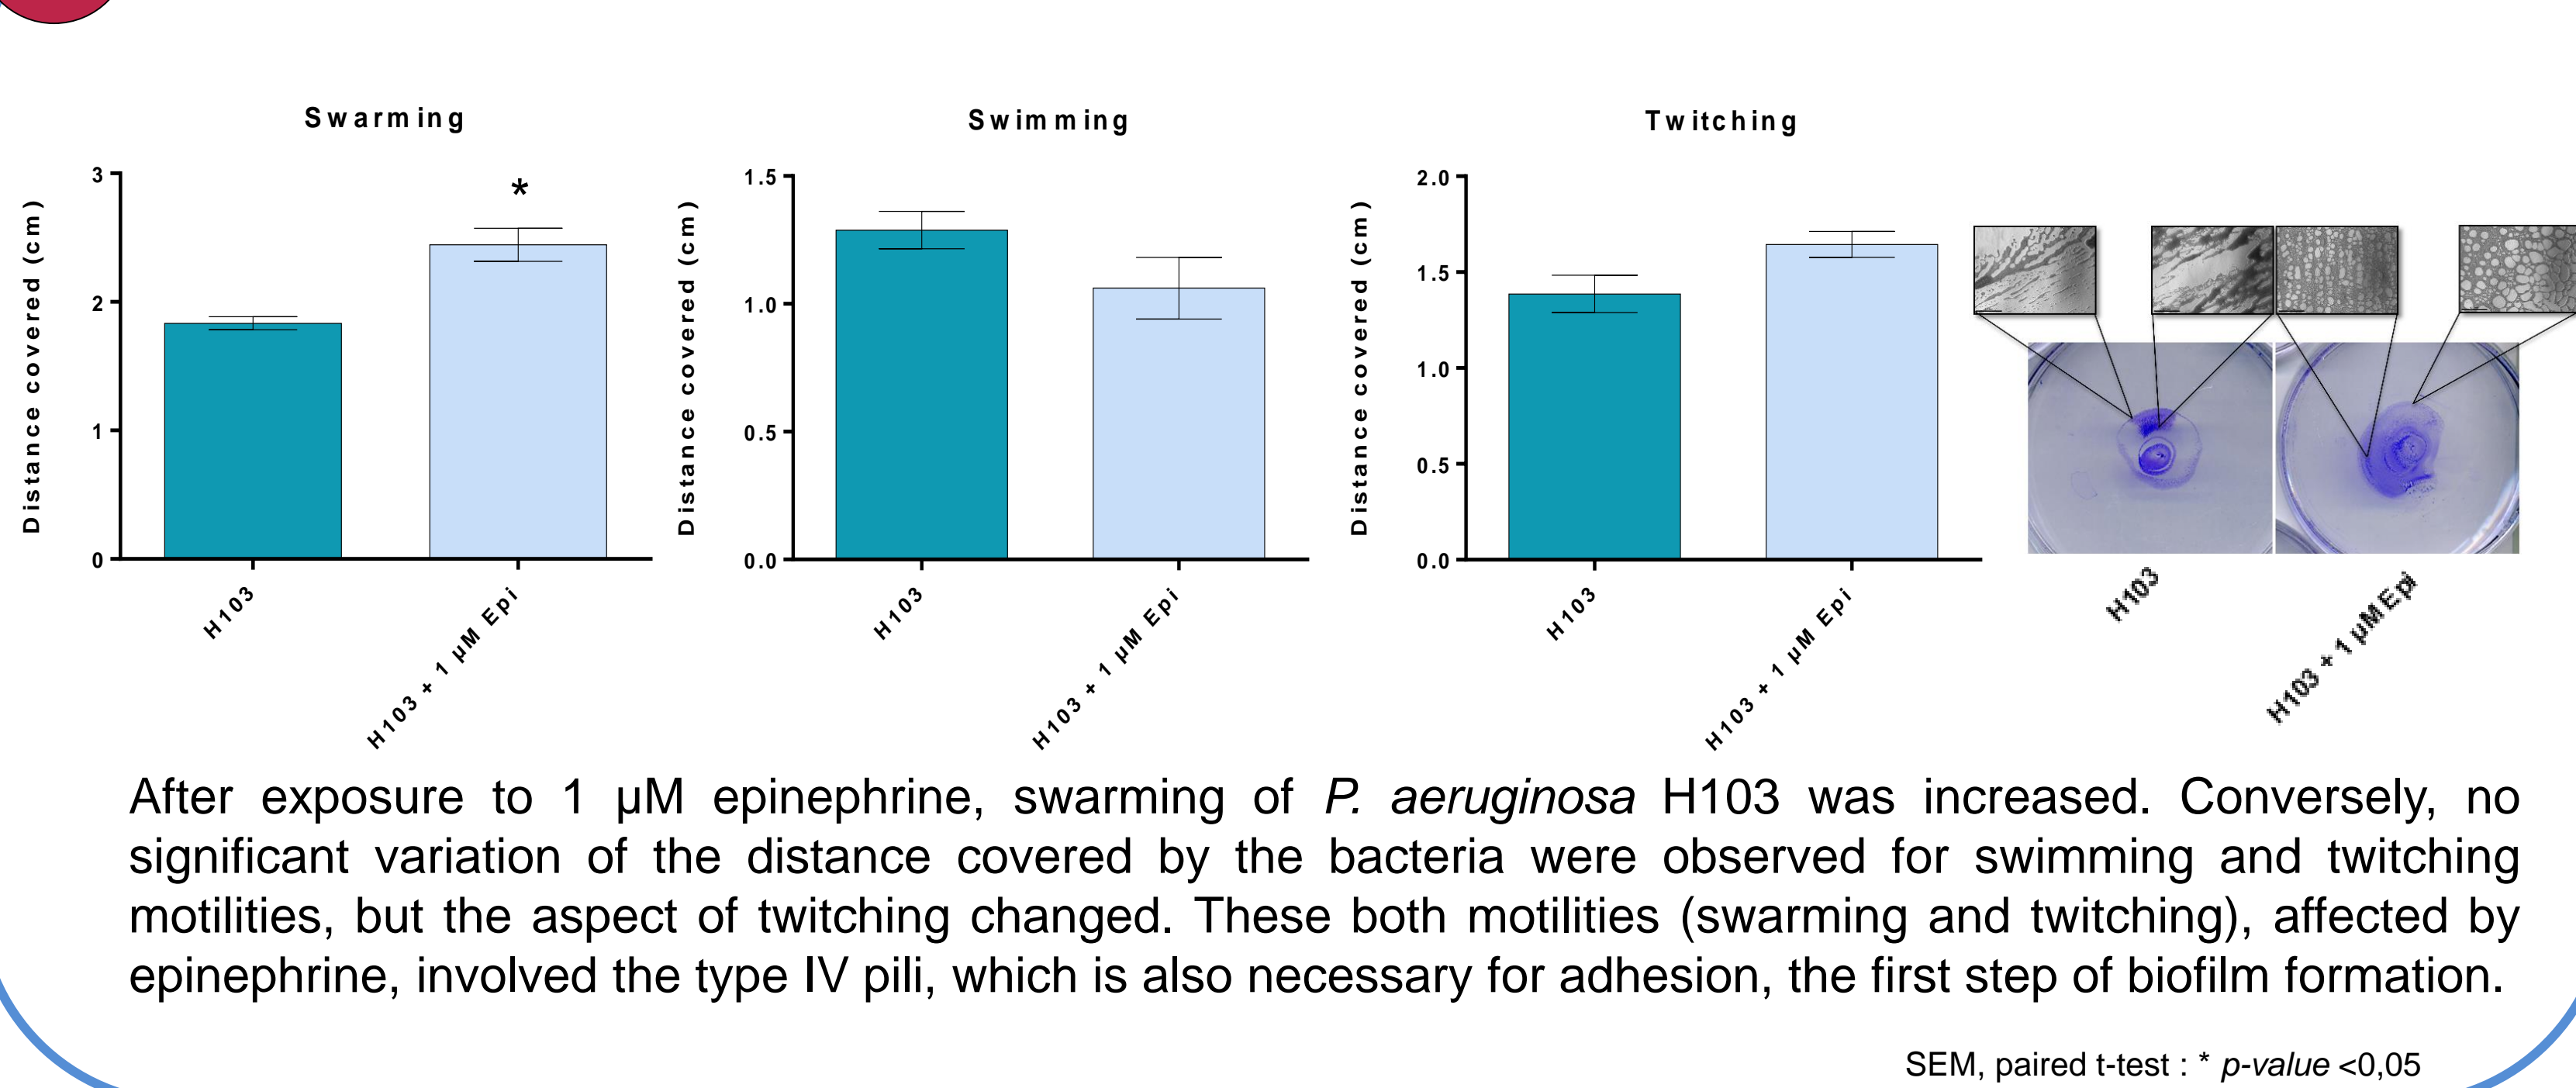 Swarming
Distance covered (cm)
3
2
1
0
*
H103
H103 + 1 µM Epi
Swimming
Distance covered (cm)
1.5
1.0
0.5
0.0
H103
H103 + 1 µM Epi
Twitching
Distance covered (cm)
2.0
1.5
1.0
0.5
0.0
H103
H103 + 1 µM Epi
H103
H103 + 1 µM Epi
After exposure to 1 µM epinephrine, swarming of P. aeruginosa H103 was increased. Conversely, no
significant variation of the distance covered by the bacteria were observed for swimming and twitching
motilities, but the aspect of twitching changed. These both motilities (swarming and twitching), affected by
epinephrine, involved the type IV pili, which is also necessary for adhesion, the first step of biofilm formation.
SEM, paired t-test : * p-value <0,05